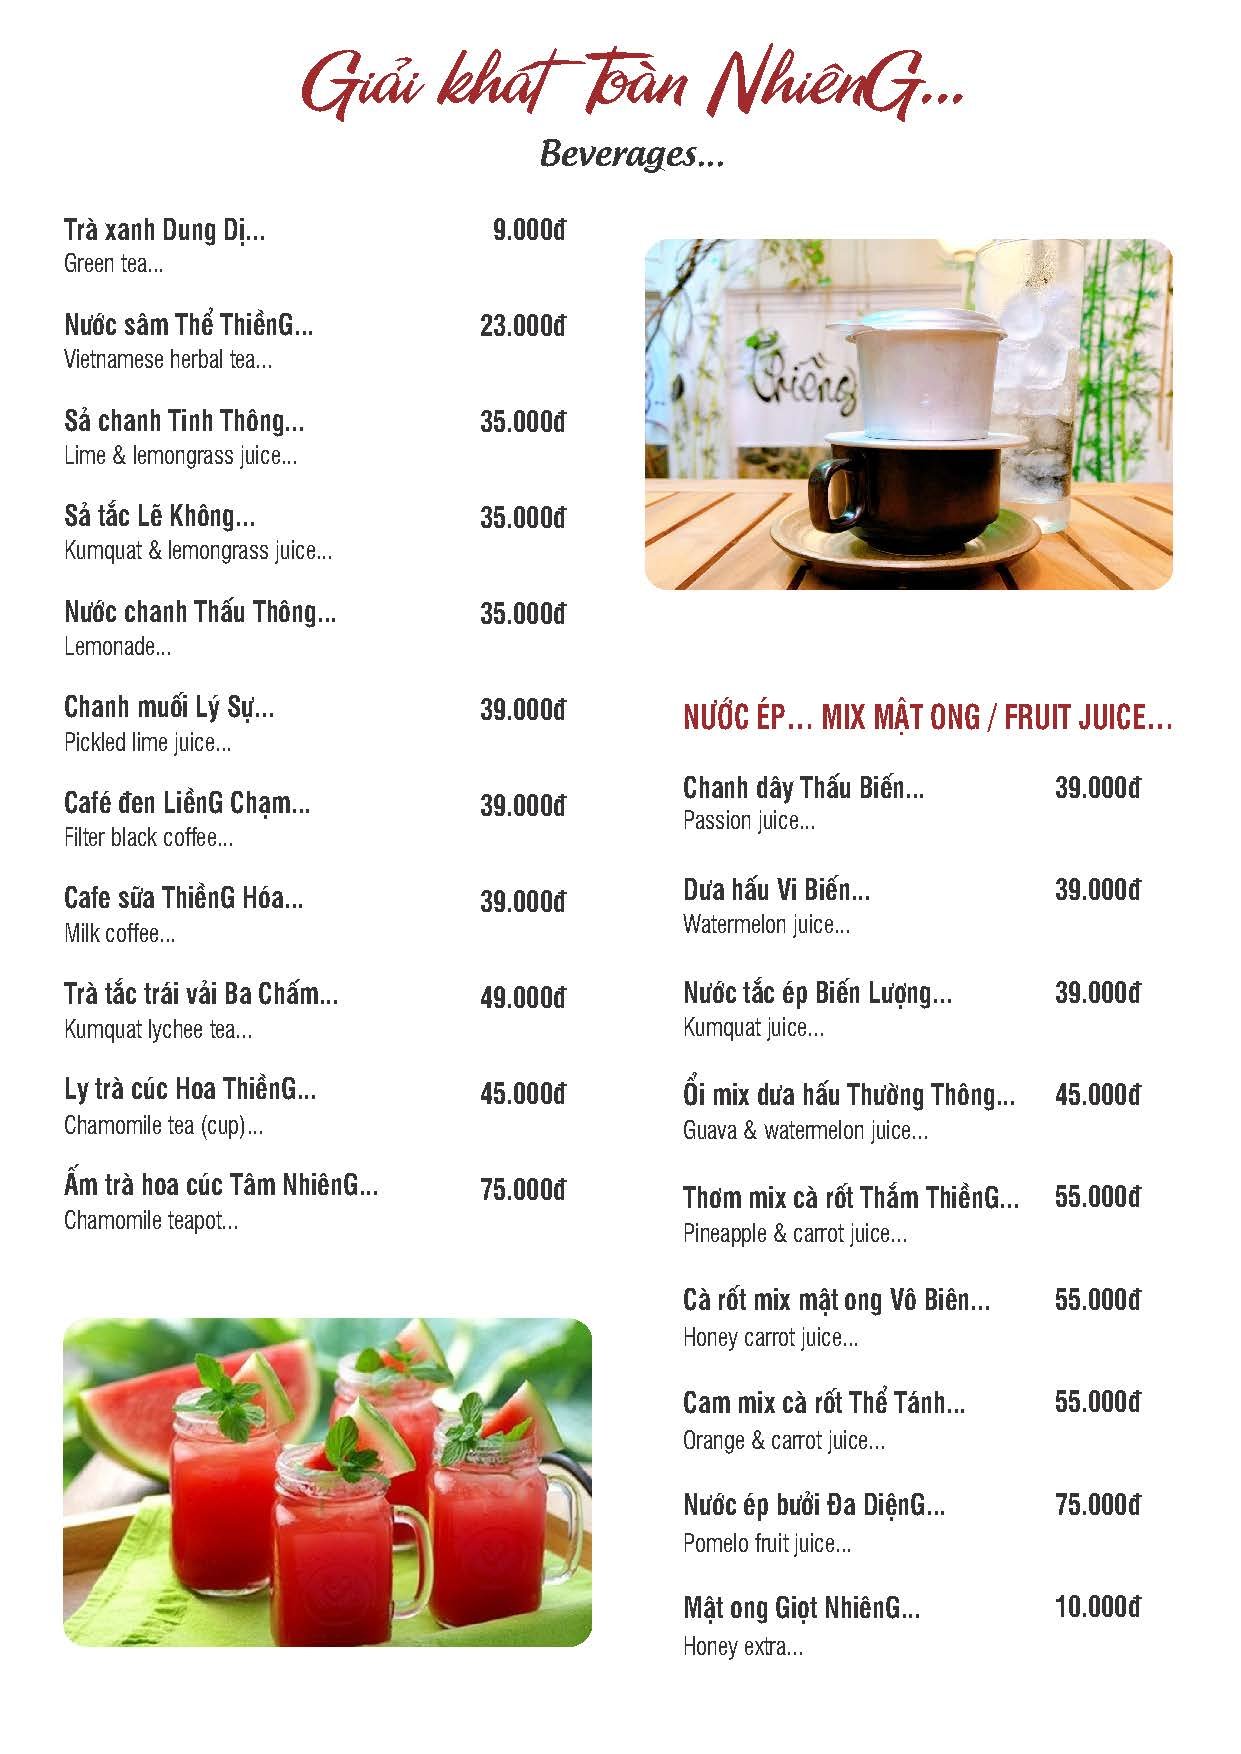 Giải khát Toàn NhiênG...
Beverages...
Trà xanh Dung Dị... 9.000đ
Green tea...
Nước sâm Thể ThiềnG... 23.000đ
Vietnamese herbal tea...
Sả chanh Tinh Thông... 35.000đ
Lime & lemongrass juice...
Sả tắc Lẽ Không... 35.000đ
Kumquat & lemongrass juice...
Nước chanh Thấu Thông... 35.000đ
Lemonade...
Chanh muối Lý Sự... 39.000đ
Pickled lime juice...
Café đen LiềnG Chạm... 39.000đ
Filter black coffee...
Cafe sữa ThiềnG Hóa... 39.000đ
Milk coffee...
Trà tắc trái vải Ba Chấm... 49.000đ
Kumquat lychee tea...
Ly trà cúc Hoa ThiềnG... 45.000đ
Chamomile tea (cup)...
Ấm trà hoa cúc Tâm NhiênG... 75.000đ
Chamomile teapot...
Thiềng
NƯỚC ÉP... MIX MẬT ONG / FRUIT JUICE...
Chanh dây Thấu Biến... 39.000đ
Passion juice...
Dưa hấu Vi Biến... 39.000đ
Watermelon juice...
Nước tắc ép Biến Lượng... 39.000đ
Kumquat juice...
Ổi mix dưa hấu Thường Thông... 45.000đ
Guava & watermelon juice...
Thơm mix cà rốt Thắm ThiềnG... 55.000đ
Pineapple & carrot juice...
Cà rốt mix mật ong Vô Biên... 55.000đ
Honey carrot juice...
Cam mix cà rốt Thể Tánh... 55.000đ
Orange & carrot juice...
Nước ép bưởi Đa DiệnG... 75.000đ
Pomelo fruit juice...
Mật ong Giọt NhiênG... 10.000đ
Honey extra...